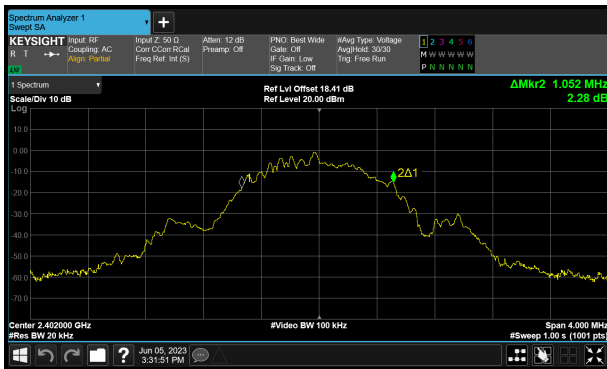 Spectrum Analyzer 1
Swept SA
KEYSIGHT
R T
Input: RF
Coupling: AC
Align: Partial
Input Z: 50 Ω
Corr CCorr RCal
Freq Ref: Int (S)
Atten: 12 dB
Preamp: Off
PNO: Best Wide
Gate: Off
IF Gain: Low
Sig Track: Off
#Avg Type: Voltage
Avg|Hold: 30/30
Trig: Free Run
1 2 3 4 5 6
M W W W W W
P N N N N N
1 Spectrum
Scale/Div 10 dB
Ref Lvl Offset 18.41 dB
Ref Level 20.00 dBm
ΔMkr2 1.052 MHz
2.28 dB
Log
10.0
0.00
-10.0
-20.0
-30.0
-40.0
-50.0
-60.0
-70.0
2Δ1
Center 2.402000 GHz
#Res BW 20 kHz
#Video BW 100 kHz
Span 4.000 MHz
#Sweep 1.00 s (1001 pts)
?
Jun 05, 2023
3:31:51 PM